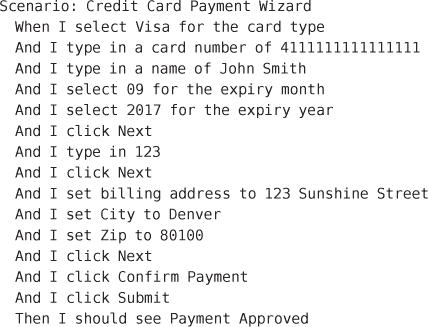 Scenario: Credit Card Payment Wizard
When I select Visa for the card type
And I type in a card number of 4111111111111111
And I type in a name of John Smith
And I select 09 for the expiry month
And I select 2017 for the expiry year
And I click Next
And I type in 123
And I click Next
And I set billing address to 123 Sunshine Street
And I set City to Denver
And I set Zip to 80100
And I click Next
And I click Confirm Payment
And I click Submit
Then I should see Payment Approved